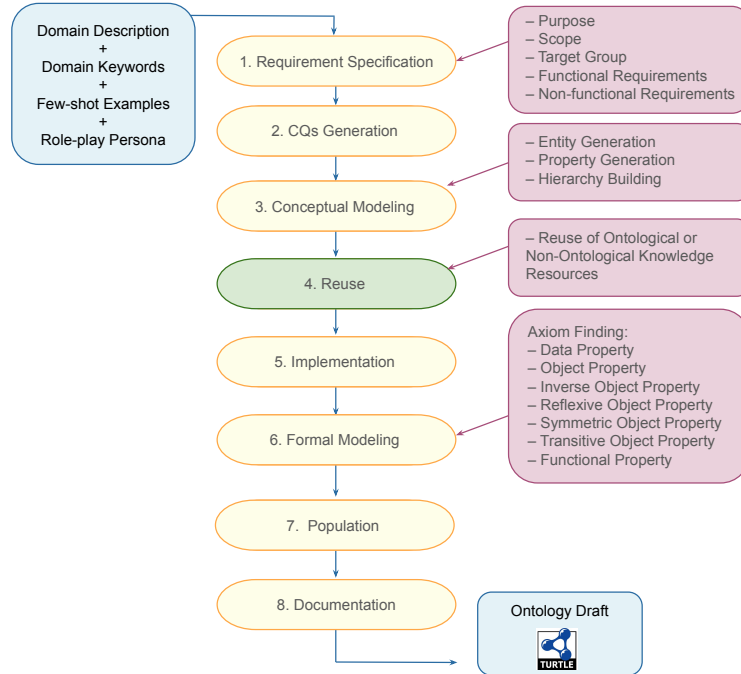 Domain Description
+
Domain Keywords
+
Few-shot Examples
+
Role-play Persona
1. Requirement Specification
– Purpose
– Scope
– Target Group
– Functional Requirements
– Non-functional Requirements
2. CQs Generation
– Entity Generation
– Property Generation
– Hierarchy Building
3. Conceptual Modeling
– Reuse of Ontological or
Non-Ontological Knowledge
Resources
4. Reuse
5. Implementation
Axiom Finding:
– Data Property
– Object Property
– Inverse Object Property
– Reflexive Object Property
– Symmetric Object Property
– Transitive Object Property
– Functional Property
6. Formal Modeling
7. Population
8. Documentation
Ontology Draft
TURTLE